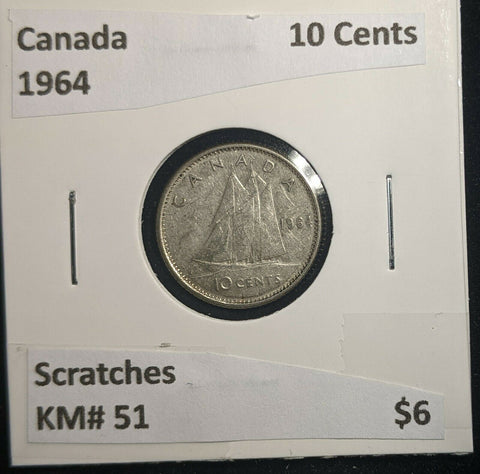 Canada 10 Cents
1964
CANADA
1964
10 CENTS
Scratches
KM# 51 $6